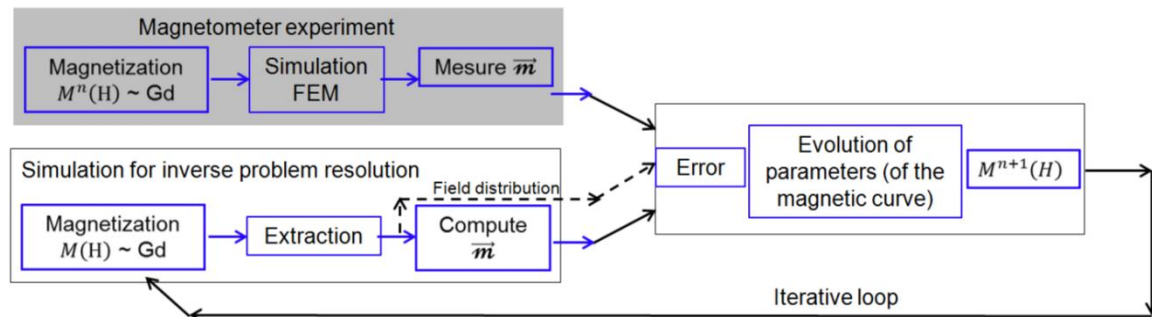 Magnetometer experiment
Magnetization
Mⁿ(H) ~ Gd
Simulation
FEM
Mesure m⃗
Simulation for inverse problem resolution
Magnetization
M(H) ~ Gd
Extraction
Field distribution
Compute
m⃗
Error
Evolution of
parameters (of the
magnetic curve)
Mⁿ⁺¹(H)
Iterative loop